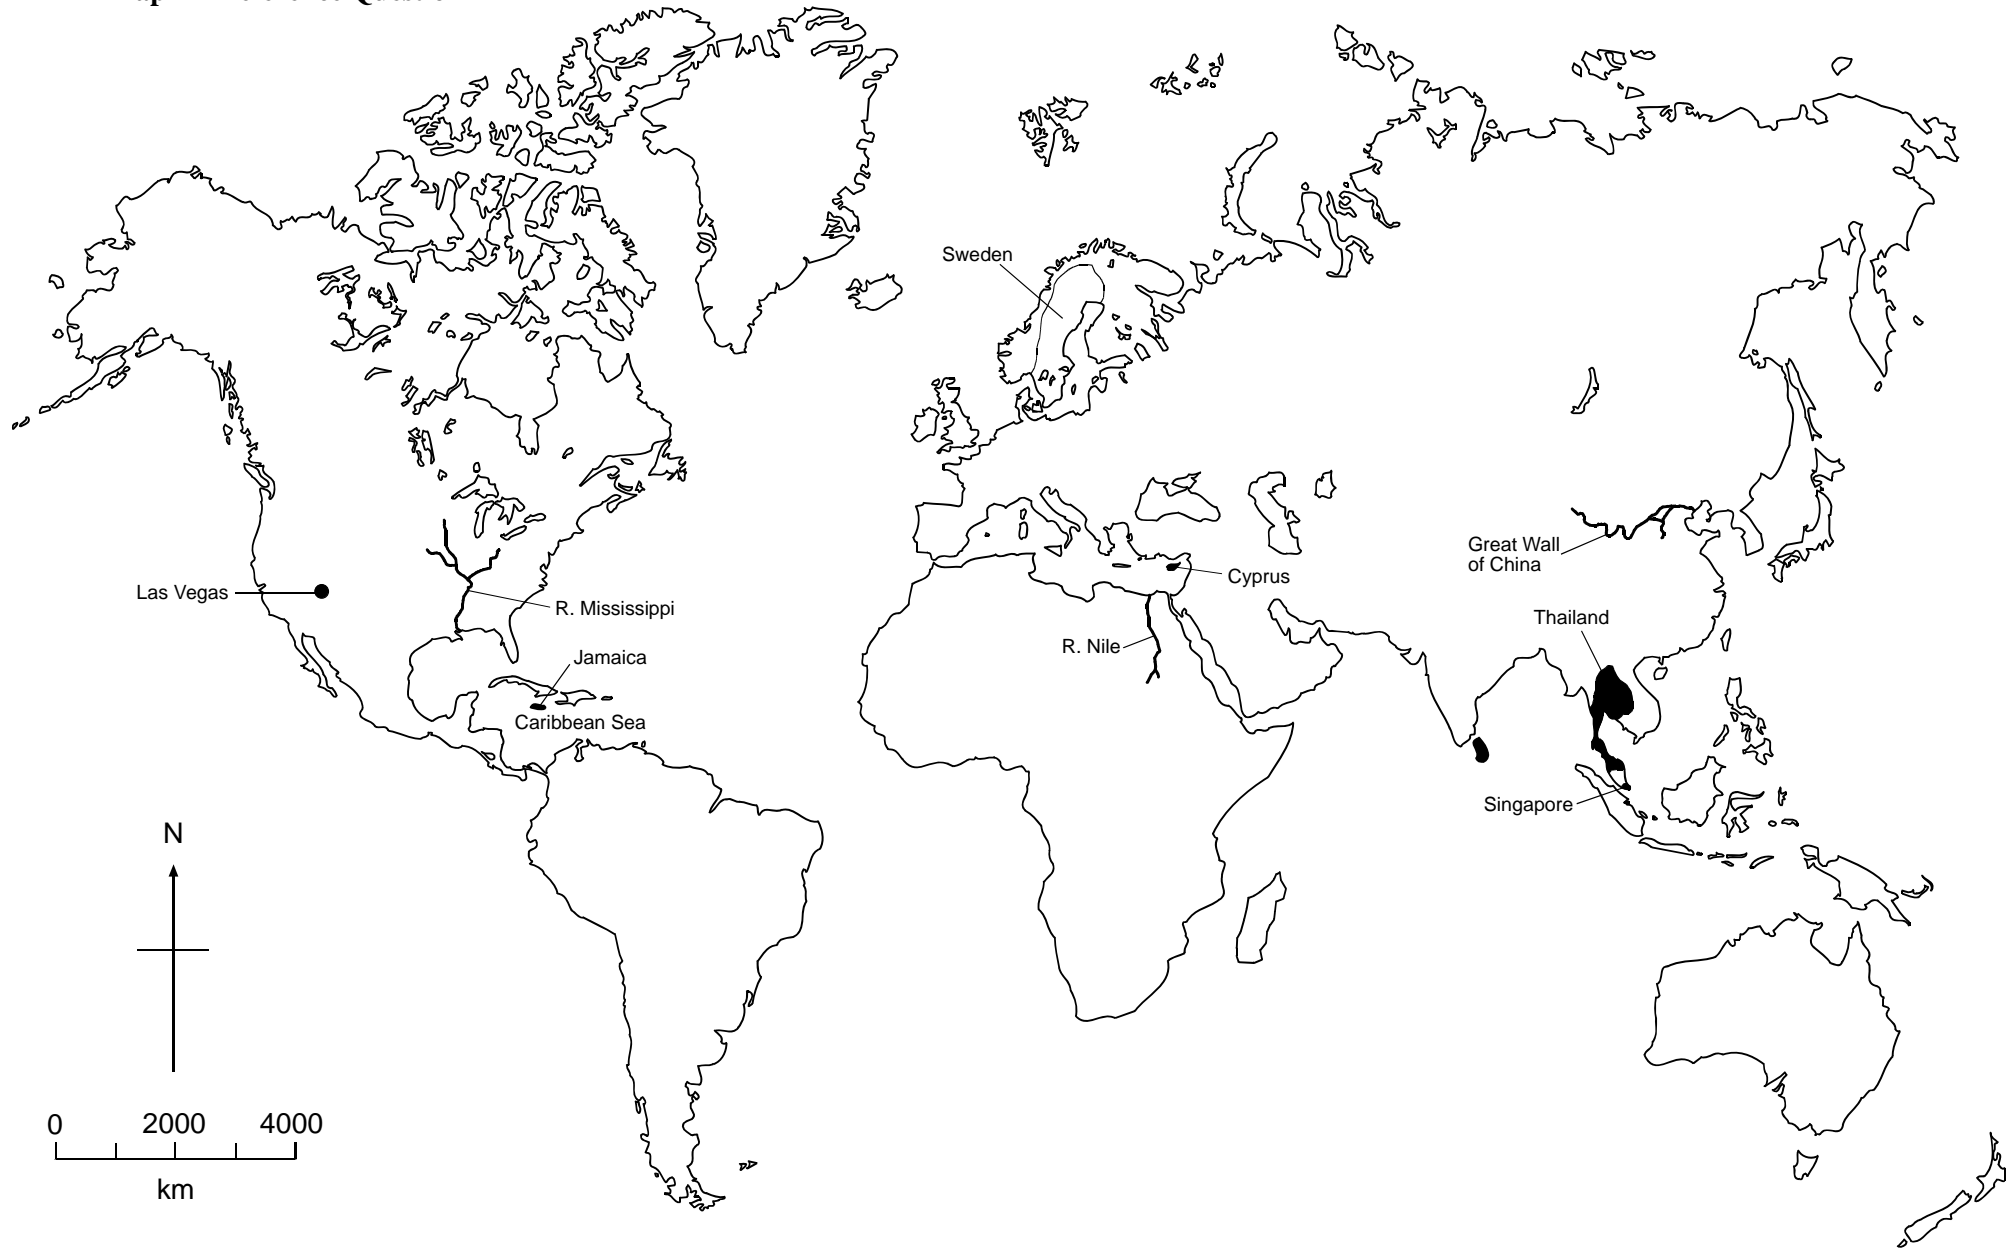 Sweden
Great Wall
of China
Cyprus
Las Vegas
R. Mississippi
Thailand
R. Nile
Jamaica
Caribbean Sea
Singapore
N
0 2000 4000
km